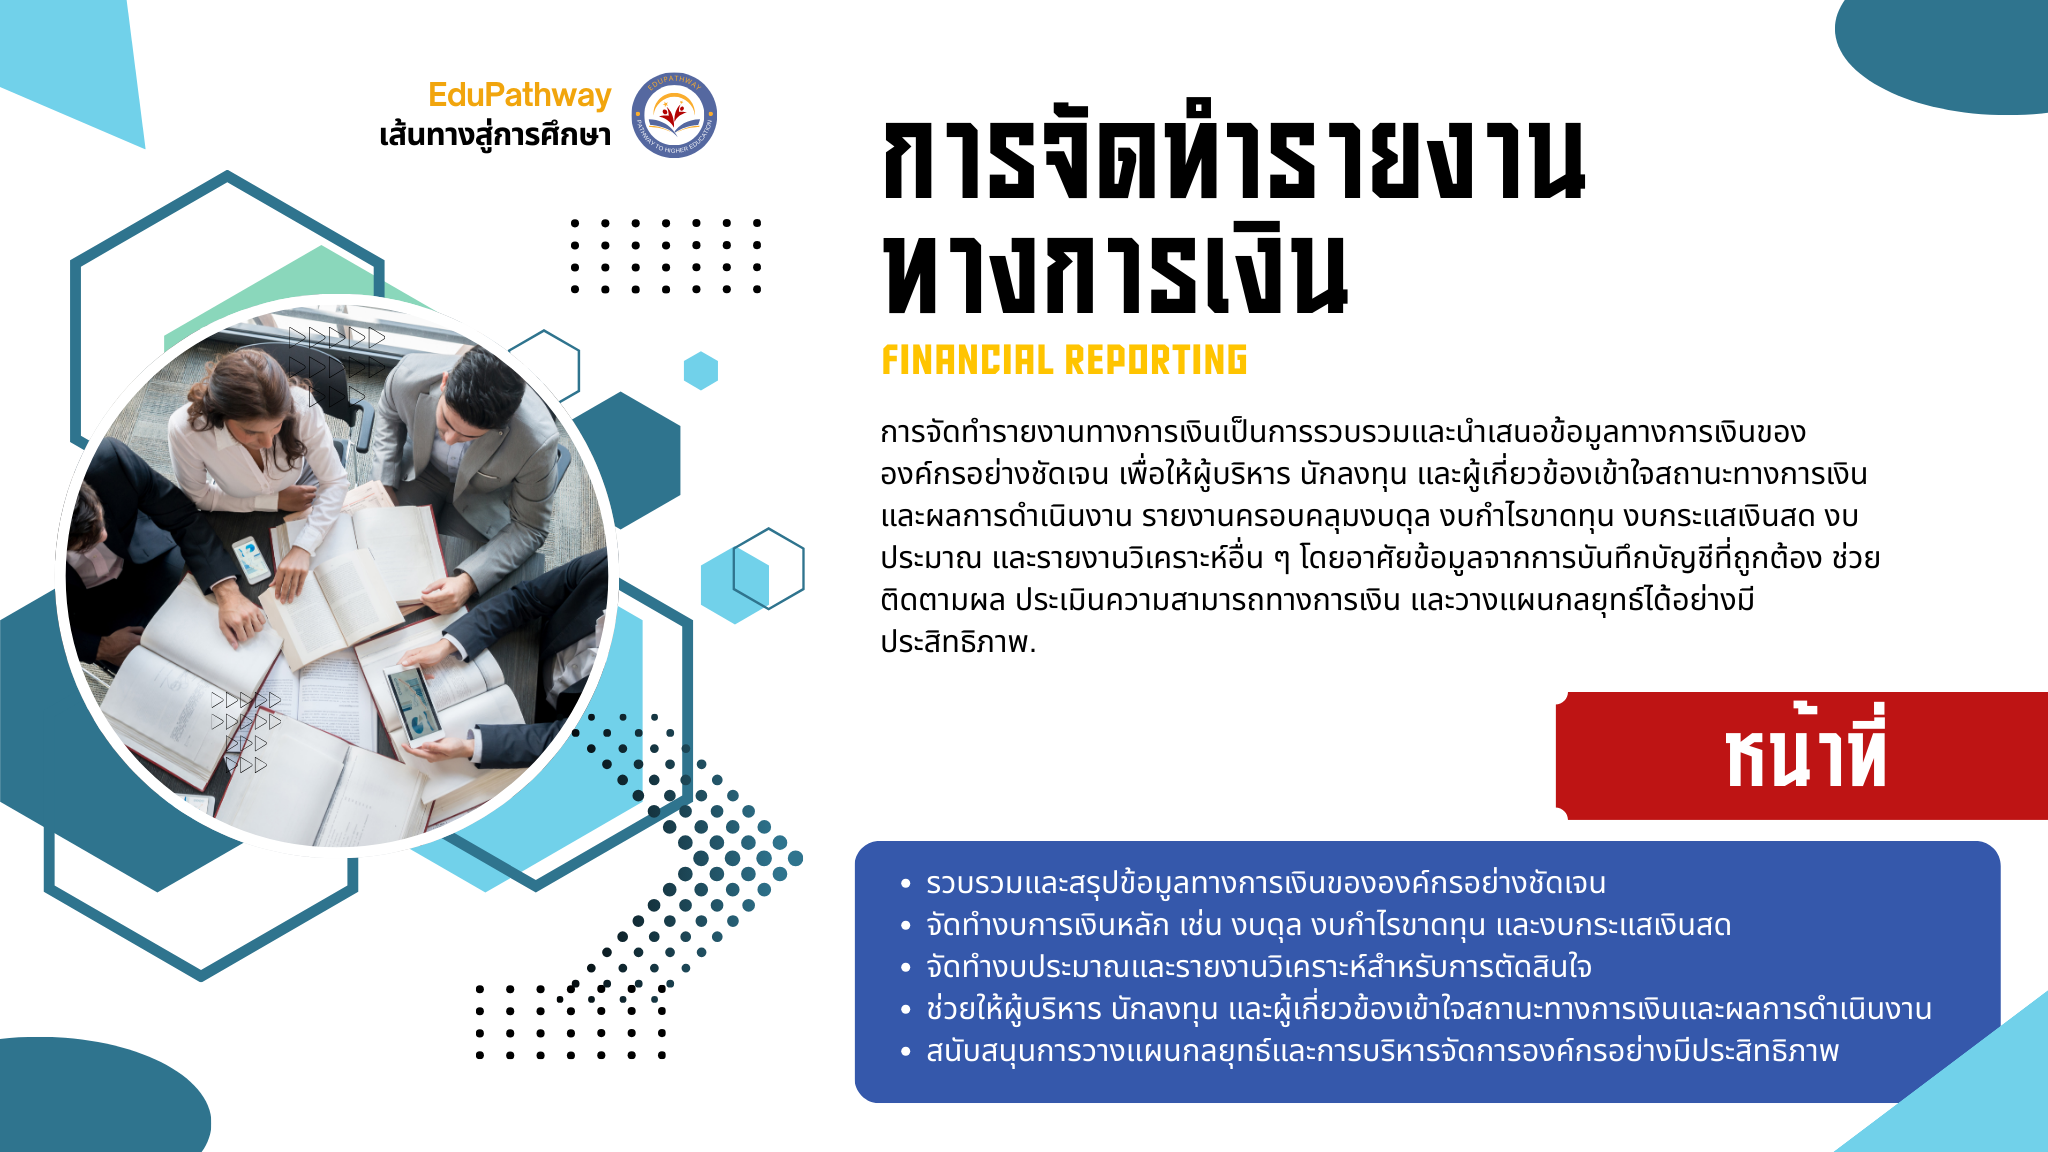 EduPathway
เส้นทางสู่การศึกษา
EDUPATHWAY
PATHWAY TO HIGHER EDUCATION
การจัดทำรายงาน
ทางการเงิน
FINANCIAL REPORTING
การจัดทำรายงานทางการเงินเป็นการรวบรวมและนำเสนอข้อมูลทางการเงินของ
องค์กรอย่างชัดเจน เพื่อให้ผู้บริหาร นักลงทุน และผู้เกี่ยวข้องเข้าใจสถานะทางการเงิน
และผลการดำเนินงาน รายงานครอบคลุมงบดุล งบกำไรขาดทุน งบกระแสเงินสด งบ
ประมาณ และรายงานวิเคราะห์อื่น ๆ โดยอาศัยข้อมูลจากการบันทึกบัญชีที่ถูกต้อง ช่วย
ติดตามผล ประเมินความสามารถทางการเงิน และวางแผนกลยุทธ์ได้อย่างมี
ประสิทธิภาพ.
หน้าที่
• รวบรวมและสรุปข้อมูลทางการเงินขององค์กรอย่างชัดเจน
• จัดทำงบการเงินหลัก เช่น งบดุล งบกำไรขาดทุน และงบกระแสเงินสด
• จัดทำงบประมาณและรายงานวิเคราะห์สำหรับการตัดสินใจ
• ช่วยให้ผู้บริหาร นักลงทุน และผู้เกี่ยวข้องเข้าใจสถานะทางการเงินและผลการดำเนินงาน
• สนับสนุนการวางแผนกลยุทธ์และการบริหารจัดการองค์กรอย่างมีประสิทธิภาพ